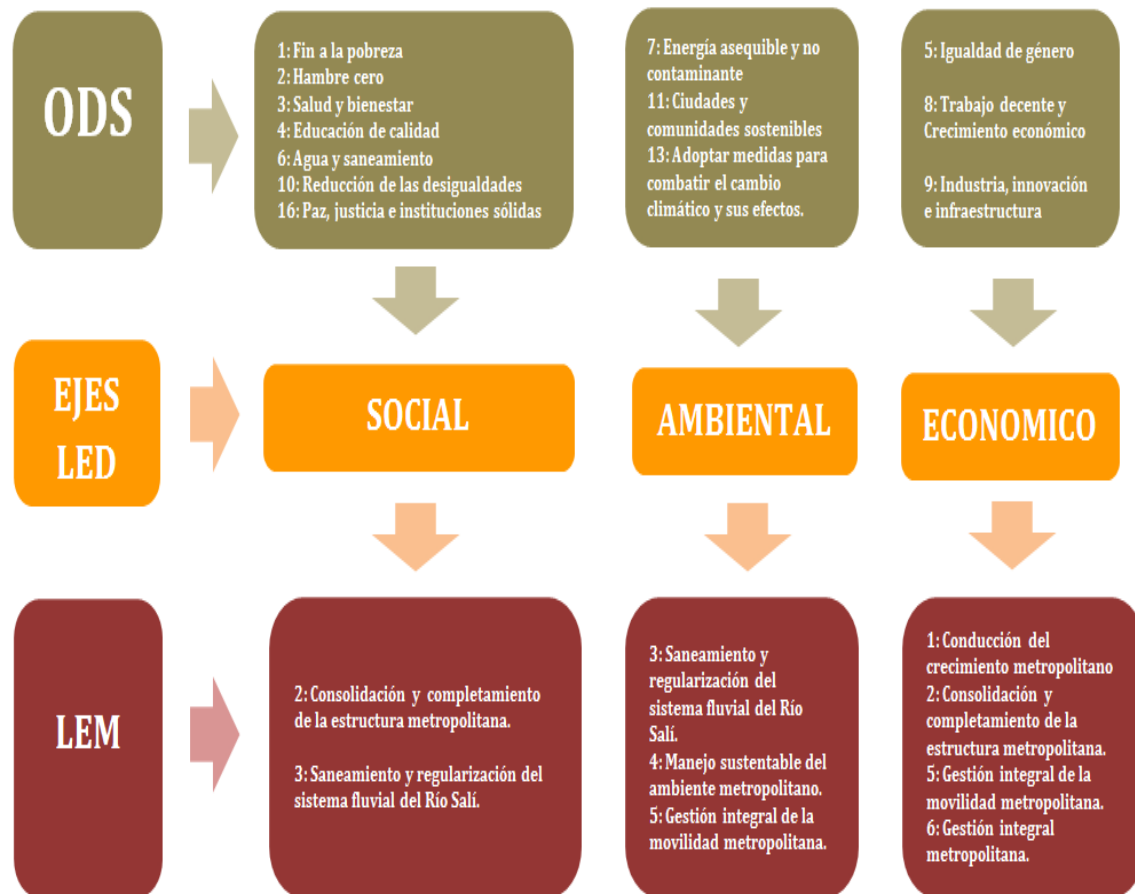 ODS
1: Fin a la pobreza
2: Hambre cero
3: Salud y bienestar
4: Educación de calidad
6: Agua y saneamiento
10: Reducción de las desigualdades
16: Paz, justicia e instituciones sólidas
7: Energía asequible y no
contaminante
11: Ciudades y
comunidades sostenibles
13: Adoptar medidas para
combatir el cambio
climático y sus efectos.
5: Igualdad de género
8: Trabajo decente y
Crecimiento económico
9: Industria, innovación
e infraestructura
EJES
LED
SOCIAL
AMBIENTAL
ECONOMICO
LEM
2: Consolidación y completamiento
de la estructura metropolitana.
3: Saneamiento y regularización del
sistema fluvial del Río Salí.
3: Saneamiento y
regularización del
sistema fluvial del Río
Salí.
4: Manejo sustentable del
ambiente metropolitano.
5: Gestión integral de la
movilidad metropolitana.
1: Conducción del
crecimiento metropolitano
2: Consolidación y
completamiento de la
estructura metropolitana.
5: Gestión integral de la
movilidad metropolitana.
6: Gestión integral
metropolitana.